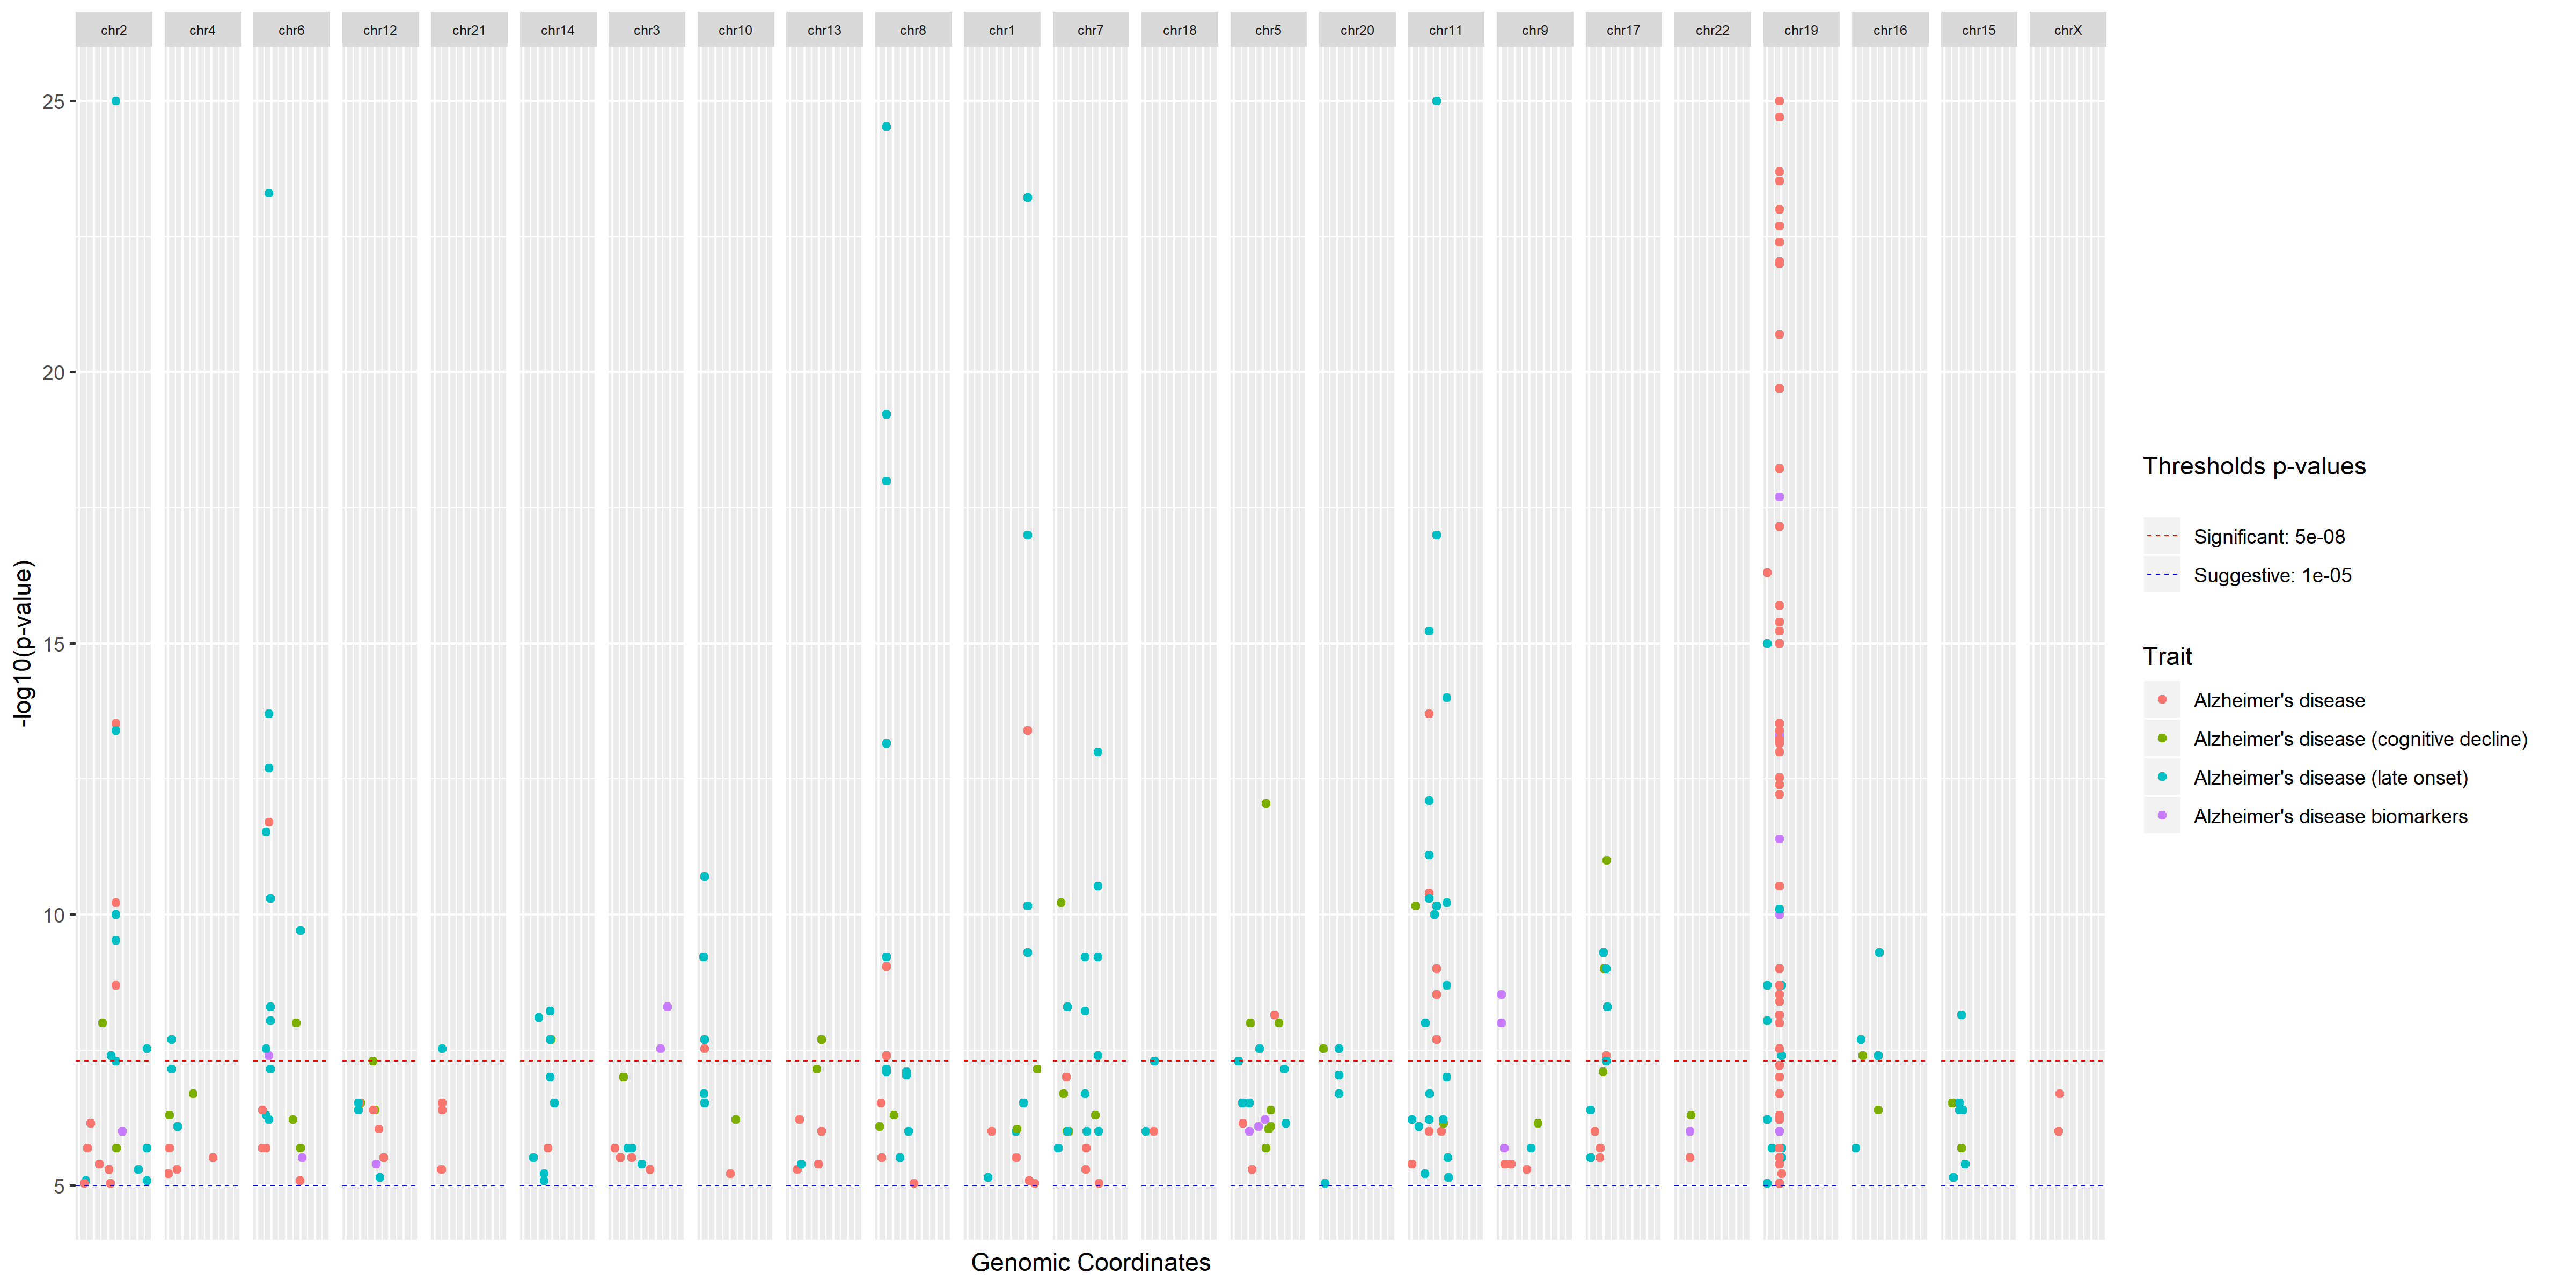 chr2 chr4 chr6 chr12 chr21 chr14 chr3 chr10 chr13 chr8 chr1 chr7 chr18 chr5 chr20 chr11 chr9 chr17 chr22 chr19 chr16 chr15 chrX
25
20
15
10
5
-log10(p-value)
Genomic Coordinates
Thresholds p-values
Significant: 5e-08
Suggestive: 1e-05
Trait
Alzheimer's disease
Alzheimer's disease (cognitive decline)
Alzheimer's disease (late onset)
Alzheimer's disease biomarkers